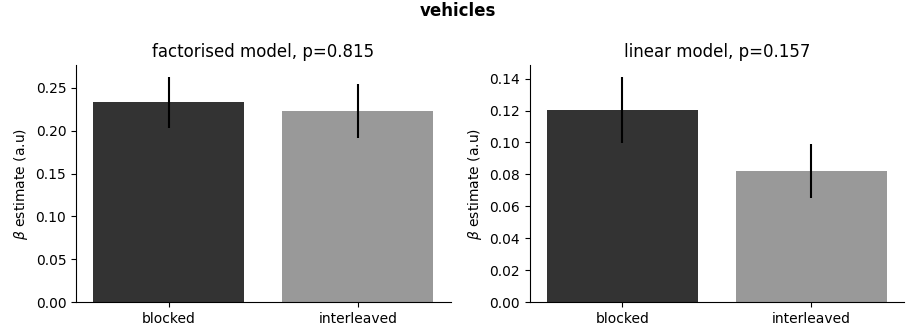 vehicles
factorised model, p=0.815
β estimate (a.u)
0.25
0.20
0.15
0.10
0.05
0.00
blocked interleaved
linear model, p=0.157
β estimate (a.u)
0.14
0.12
0.10
0.08
0.06
0.04
0.02
0.00
blocked interleaved